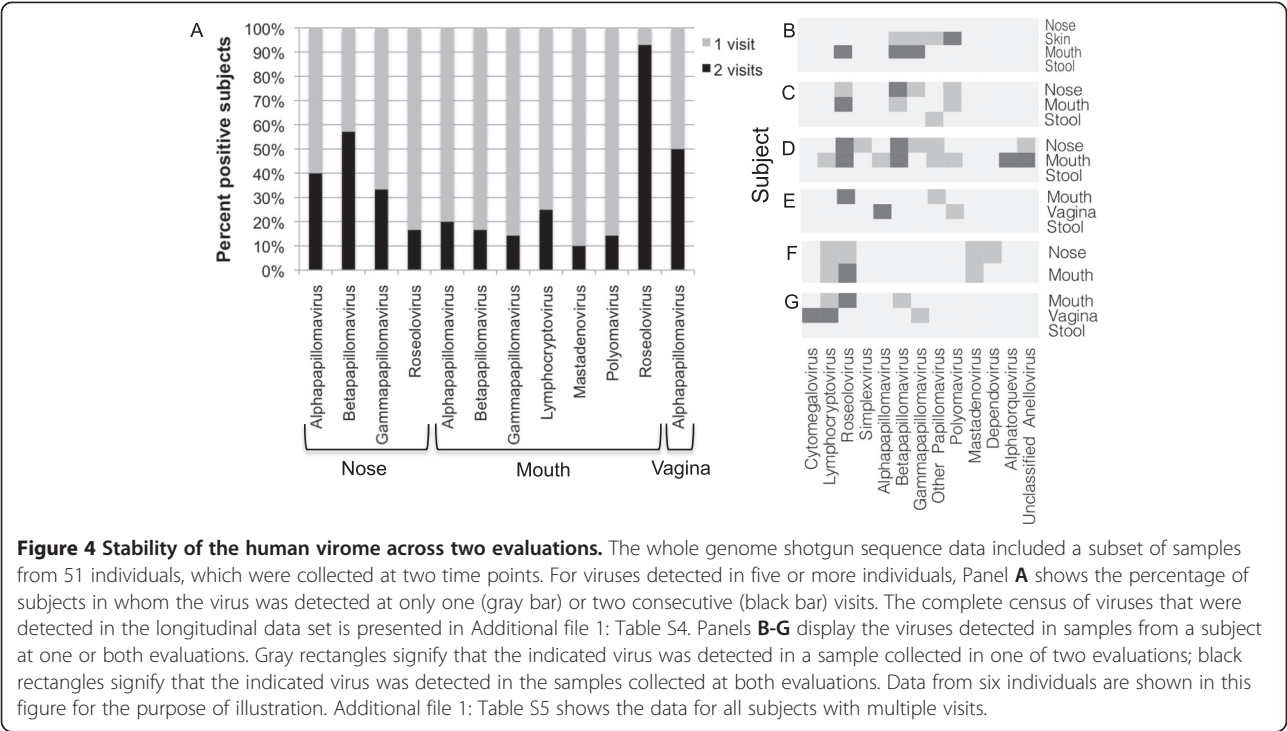 A
100%
90%
80%
70%
60%
50%
40%
30%
20%
10%
0%
Percent positive subjects
1 visit
2 visits
Alphapapillomavirus
Betapapillomavirus
Gammapapillomavirus
Roseolovirus
Alphapapillomavirus
Betapapillomavirus
Gammapapillomavirus
Lymphocryptovirus
Mastadenovirus
Polyomavirus
Roseolovirus
Alphapapillomavirus
Nose
Mouth
Vagina
Subject
B
Nose
Skin
Mouth
Stool
C
Nose
Mouth
Stool
D
Nose
Mouth
Stool
E
Mouth
Vagina
Stool
F
Nose
Mouth
G
Mouth
Vagina
Stool
Cytomegalovirus
Lymphocryptovirus
Roseolovirus
Simplexvirus
Alphapapillomavirus
Betapapillomavirus
Gammapapillomavirus
Other Papillomavirus
Polyomavirus
Mastadenovirus
Dependovirus
Alphatorquevirus
Unclassified Anellovirus
Figure 4 Stability of the human virome across two evaluations. The whole genome shotgun sequence data included a subset of samples
from 51 individuals, which were collected at two time points. For viruses detected in five or more individuals, Panel A shows the percentage of
subjects in whom the virus was detected at only one (gray bar) or two consecutive (black bar) visits. The complete census of viruses that were
detected in the longitudinal data set is presented in Additional file 1: Table S4. Panels B-G display the viruses detected in samples from a subject
at one or both evaluations. Gray rectangles signify that the indicated virus was detected in a sample collected in one of two evaluations; black
rectangles signify that the indicated virus was detected in the samples collected at both evaluations. Data from six individuals are shown in this
figure for the purpose of illustration. Additional file 1: Table S5 shows the data for all subjects with multiple visits.